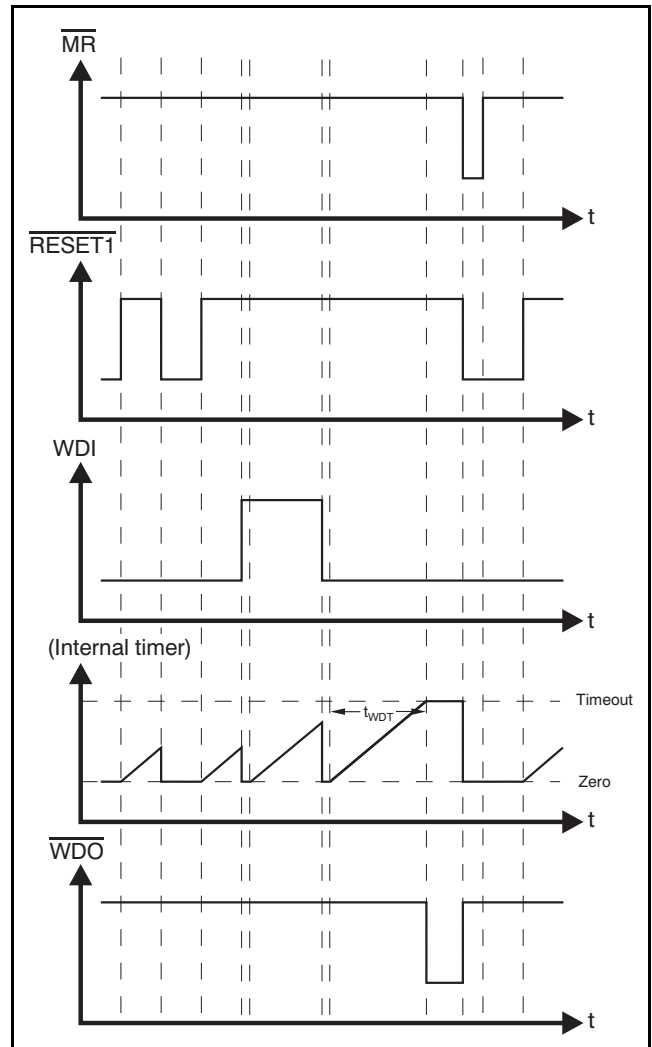 MR
t
RESET1
t
WDI
t
(Internal timer)
Timeout
tWDT
Zero
t
WDO
t